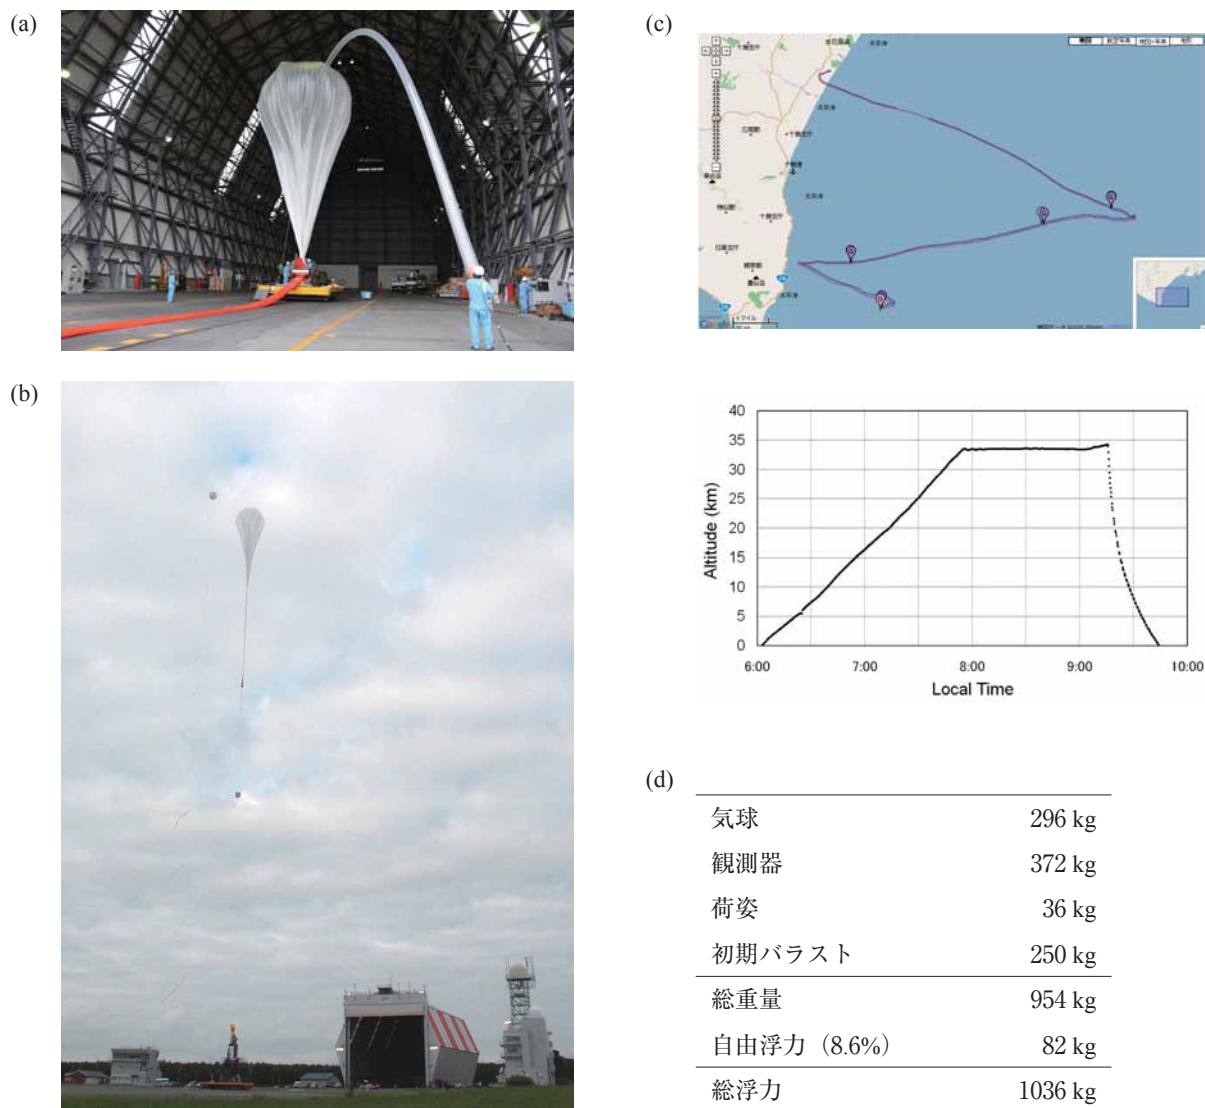 (a)
(b)
(c)
Altitude (km)
40
35
30
25
20
15
10
5
0
6:00 7:00 8:00 9:00 10:00
Local Time
(d)
気球 296 kg
観測器 372 kg
荷姿 36 kg
初期バラスト 250 kg
総重量 954 kg
自由浮力（8.6%） 82 kg
総浮力 1036 kg